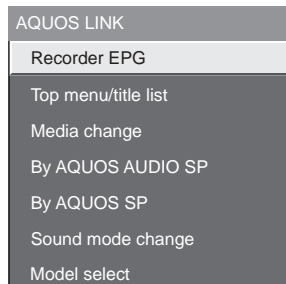 AQUOS LINK
Recorder EPG
Top menu/title list
Media change
By AQUOS AUDIO SP
By AQUOS SP
Sound mode change
Model select